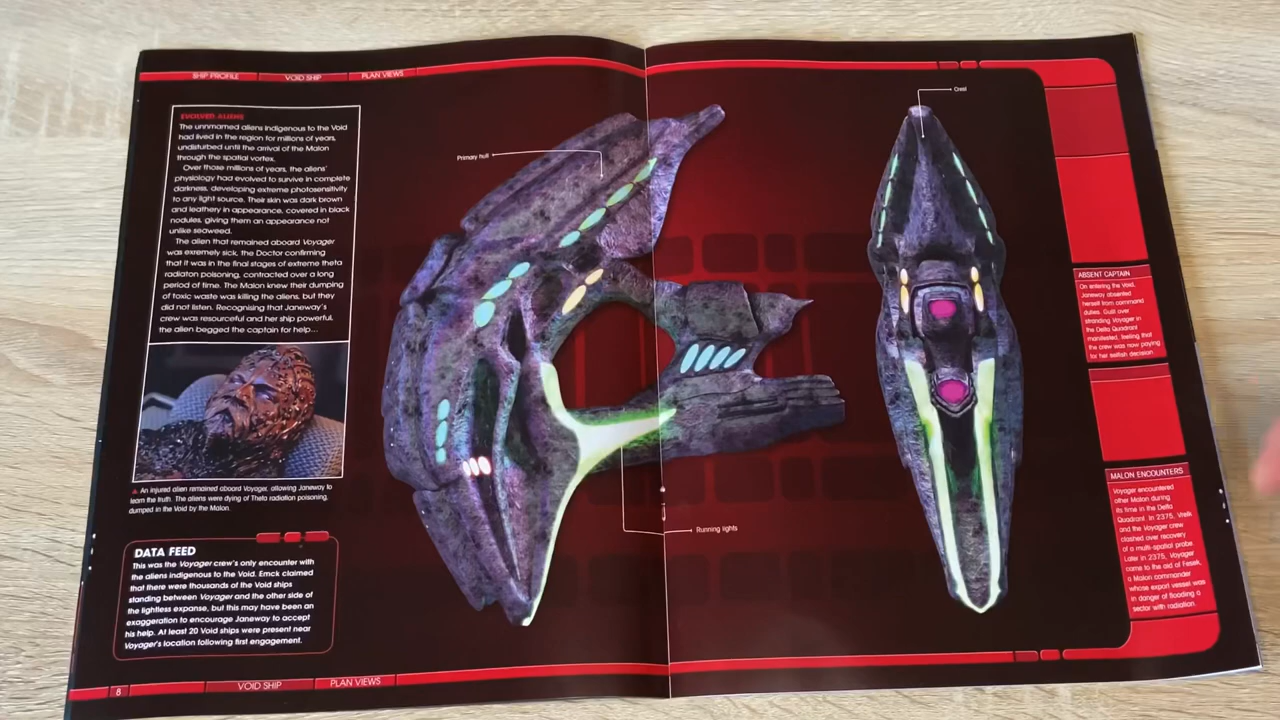 SHIP PROFILE
VOID SHIP
PLAN VIEWS
EVOLVED ALIENS
The unnmamed aliens indigenous to the Void
had lived in the region for millions of years,
undisturbed until the arrival of the Malon
through the spatial vortex.
Over those millions of years, the aliens'
physiology had evolved to survive in complete
darkness, developing extreme photosensitivity
to any light source. Their skin was dark brown
and leathery in appearance, covered in black
nodules, giving them an appearance not
unlike seaweed.
The alien that remained aboard Voyager
was exremely sick, the Doctor confirming
that it was in the final stages of extreme theta
radiaton poisoning, contracted over a long
period of time. The Malon knew their dumping
of toxic waste was killing the aliens, but they
did not listen. Recognising that Janeway's
crew was resourceful and her ship powerful,
the alien begged the captain for help...
An injured alien remained aboard Voyager, allowing Janeway to
learn the truth. The aliens were dying of Theta radiation poisoning,
dumped in the Void by the Malon.
DATA FEED
This was the Voyager crew's only encounter with
the aliens indigenous to the Void. Emck claimed
that there were thousands of the Void ships
standing between Voyager and the other side of
the lightless expanse, but this may have been an
exaggeration to encourage Janeway to accept
his help. At least 20 Void ships were present near
Voyager's location following first engagement.
8
VOID SHIP
PLAN VIEWS
Primary hull
Running lights
Crest
ABSENT CAPTAIN
On entering the Void,
Janeway absented
herself from command
duties. Guilt over
stranding Voyager in
the Delta Quadrant
manifested, feeling that
the crew was now paying
for her selfish decision
MALON ENCOUNTERS
Voyager encountered
other Malon during
its time in the Delta
Quadrant. In 2375, Vrelk
and the Voyager crew
clashed over recovery
of a multi-spatial probe.
Later in 2375, Voyager
came to the aid of Fesek,
a Malon commander
whose export vessel was
in danger of flooding a
sector with radiation.